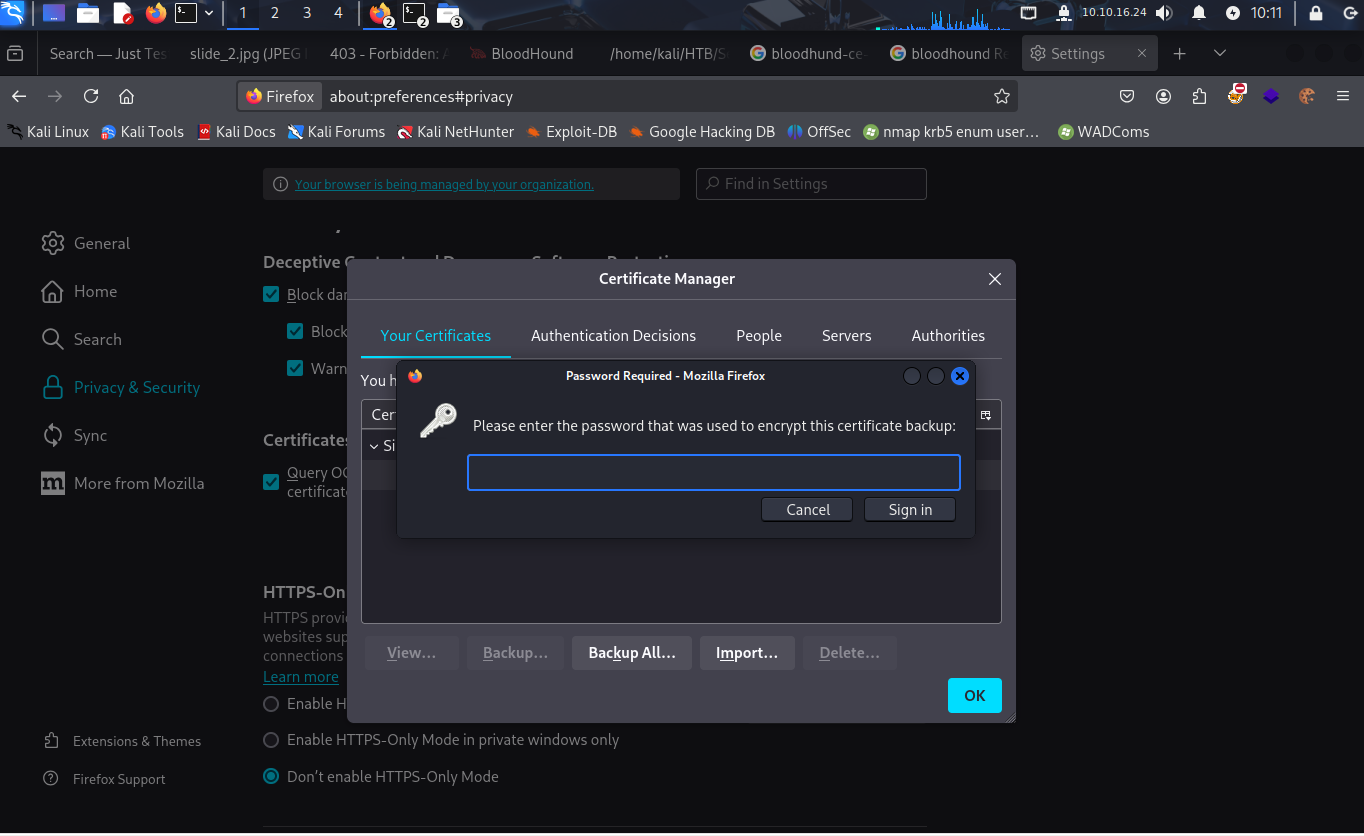 1 2 3 4 2 2 3 10.10.16.24 10:11
Search — Just Tes slide_2.jpg (JPEG 403 - Forbidden: BloodHound /home/kali/HTB/S bloodhund-ce- bloodhound Re Settings
Firefox about:preferences#privacy
Kali Linux Kali Tools Kali Docs Kali Forums Kali NetHunter Exploit-DB Google Hacking DB OffSec nmap krb5 enum user… WADComs
Your browser is being managed by your organization. Find in Settings
General
Home
Search
Privacy & Security
Sync
More from Mozilla
Extensions & Themes
Firefox Support
Deceptive
Block dan
Block
Warn
Certificates
Query OC
certificate
HTTPS-On
HTTPS provi
websites sup
connections
Learn more
Enable H
Enable HTTPS-Only Mode in private windows only
Don't enable HTTPS-Only Mode
Certificate Manager
Your Certificates Authentication Decisions People Servers Authorities
You h
Cer
Si
Password Required - Mozilla Firefox
Please enter the password that was used to encrypt this certificate backup:
Cancel Sign in
View… Backup… Backup All… Import… Delete…
OK